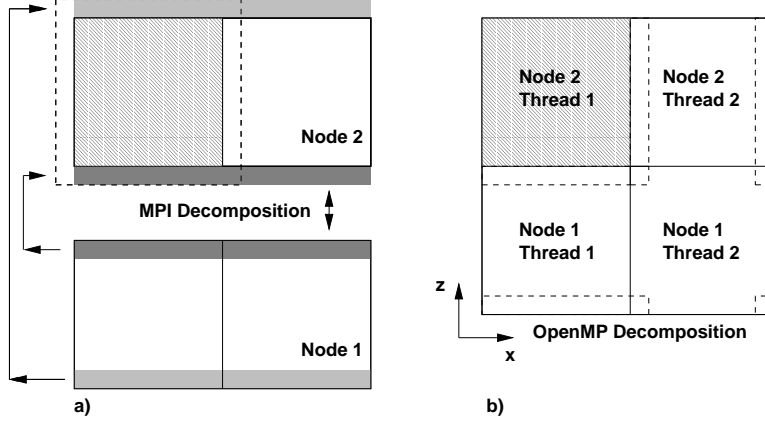 Node 2
MPI Decomposition
Node 1
a)
Node 2
Thread 1
Node 2
Thread 2
Node 1
Thread 1
Node 1
Thread 2
z
x
OpenMP Decomposition
b)